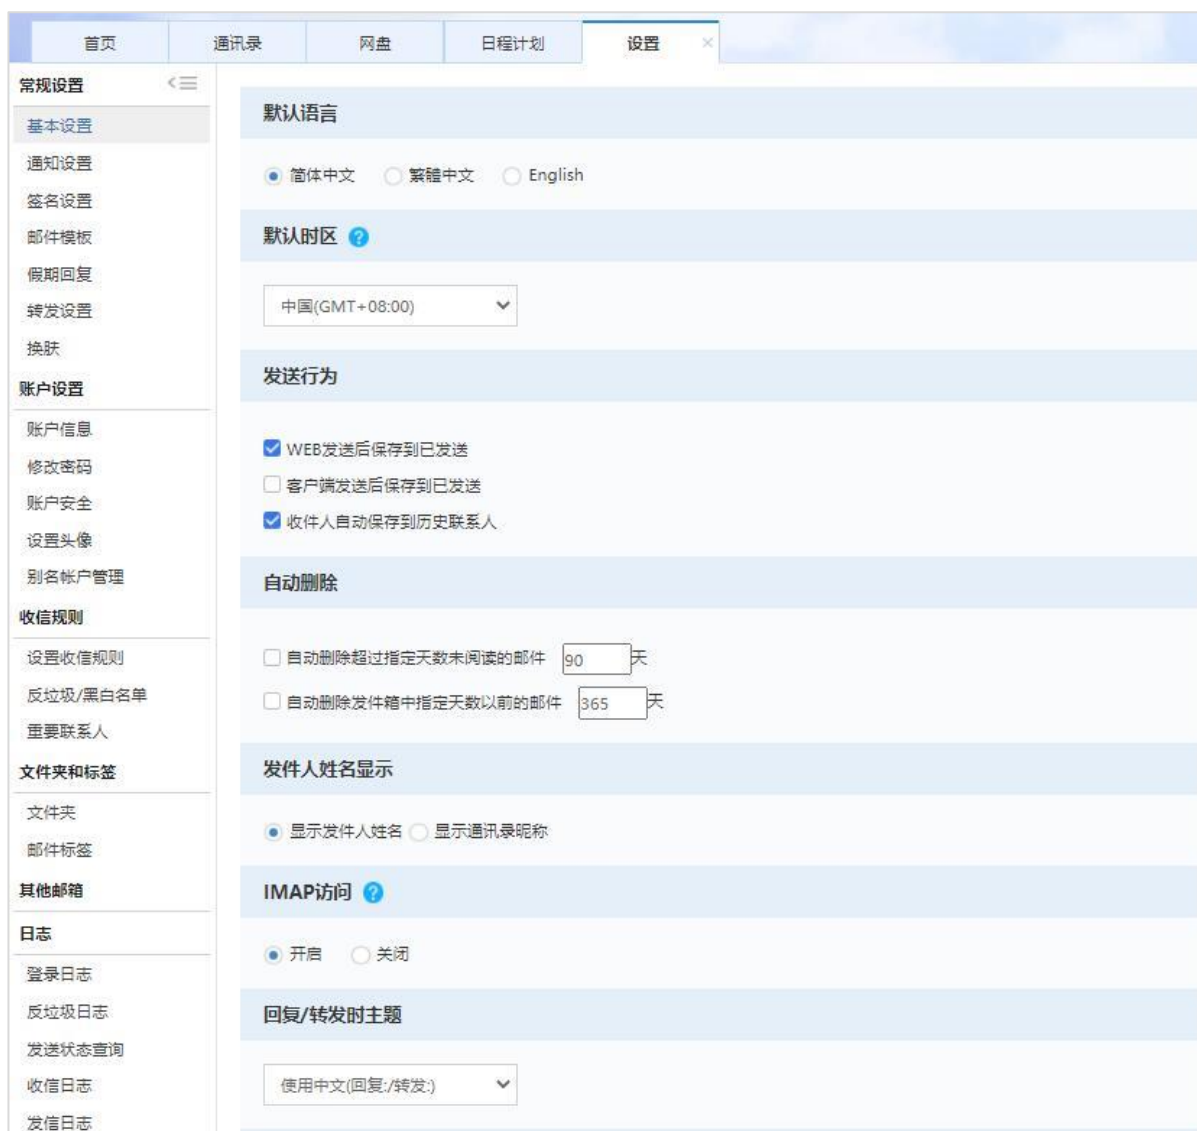 首页 通讯录 网盘 日程计划 设置
常规设置
基本设置
通知设置
签名设置
邮件模板
假期回复
转发设置
换肤
账户设置
账户信息
修改密码
账户安全
设置头像
别名帐户管理
收信规则
设置收信规则
反垃圾/黑白名单
重要联系人
文件夹和标签
文件夹
邮件标签
其他邮箱
日志
登录日志
反垃圾日志
发送状态查询
收信日志
发信日志
默认语言
简体中文 繁體中文 English
默认时区 ?
中国(GMT+08:00)
发送行为
WEB发送后保存到已发送
客户端发送后保存到已发送
收件人自动保存到历史联系人
自动删除
自动删除超过指定天数未阅读的邮件 90 天
自动删除发件箱中指定天数以前的邮件 365 天
发件人姓名显示
显示发件人姓名 显示通讯录昵称
IMAP访问 ?
开启 关闭
回复/转发时主题
使用中文(回复:/转发:)